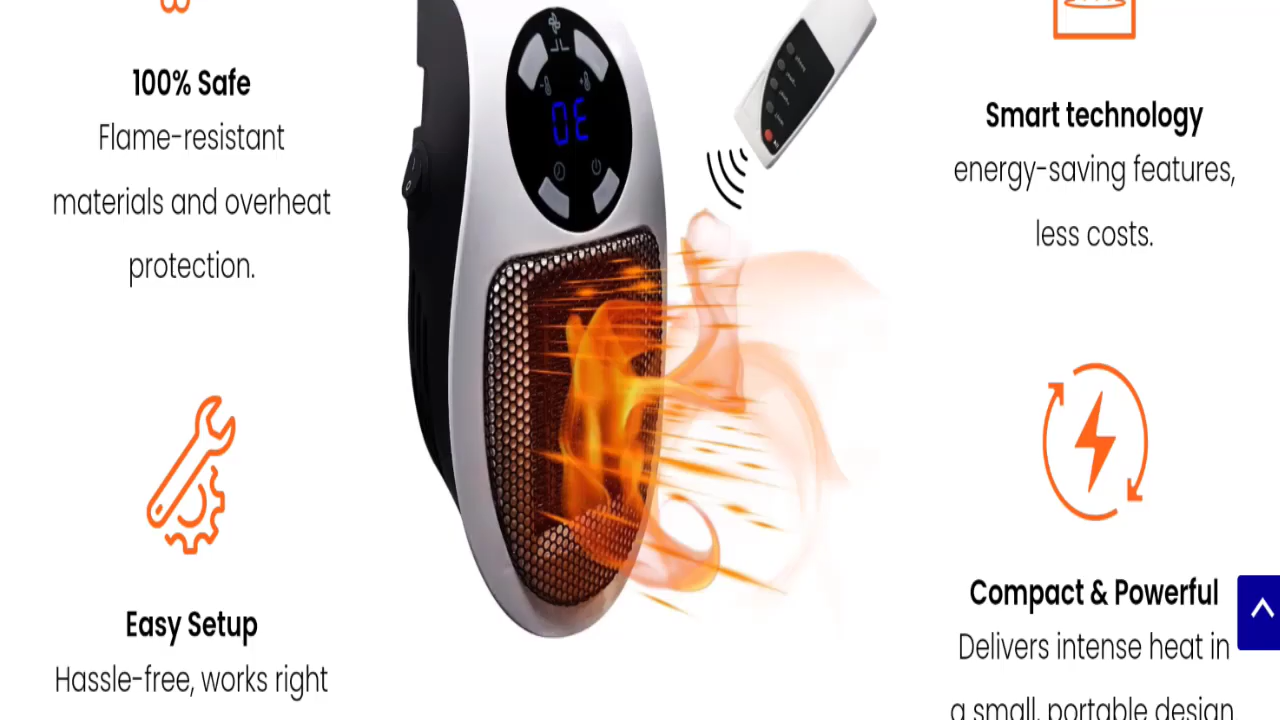 100% Safe
Flame-resistant
materials and overheat
protection.
Easy Setup
Hassle-free, works right
Smart technology
energy-saving features,
less costs.
Compact & Powerful
Delivers intense heat in
a small, portable design